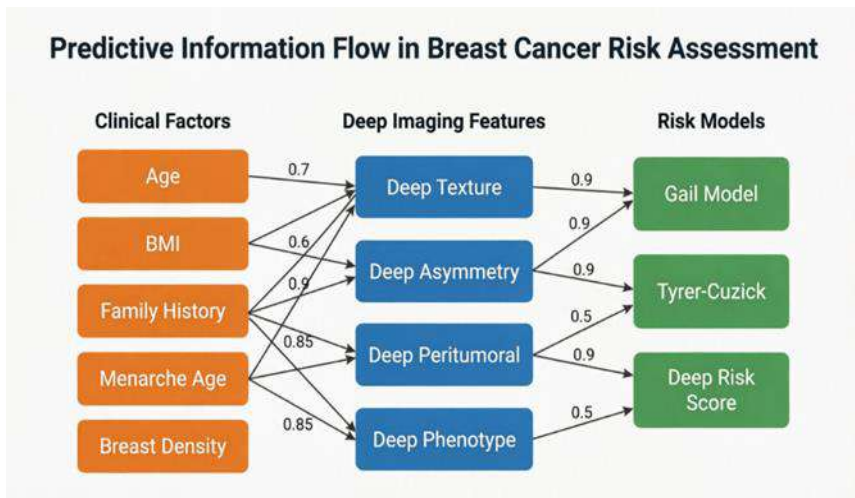 Predictive Information Flow in Breast Cancer Risk Assessment
Clinical Factors
Deep Imaging Features
Risk Models
Age
BMI
Family History
Menarche Age
Breast Density
0.7
0.6
0.9
0.85
0.85
Deep Texture
Deep Asymmetry
Deep Peritumoral
Deep Phenotype
0.9
0.9
0.9
0.5
0.9
0.5
Gail Model
Tyrer-Cuzick
Deep Risk
Score